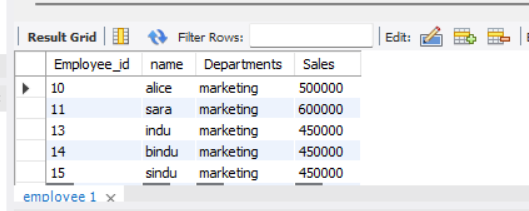 Result Grid Filter Rows: Edit:
Employee_id name Departments Sales
10 alice marketing 500000
11 sara marketing 600000
13 indu marketing 450000
14 bindu marketing 450000
15 sindu marketing 450000
employee 1 ×